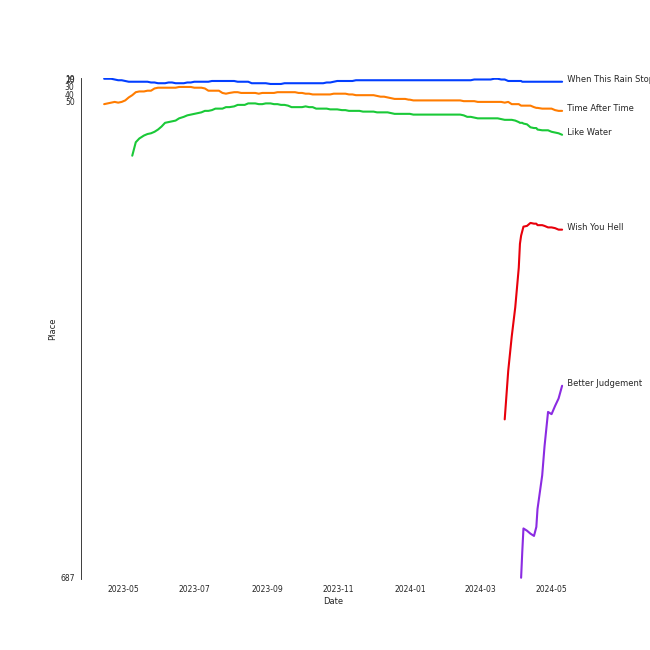 10
20
30
40
50
687
Place
When This Rain Stop
Time After Time
Like Water
Wish You Hell
Better Judgement
2023-05 2023-07 2023-09 2023-11 2024-01 2024-03 2024-05
Date